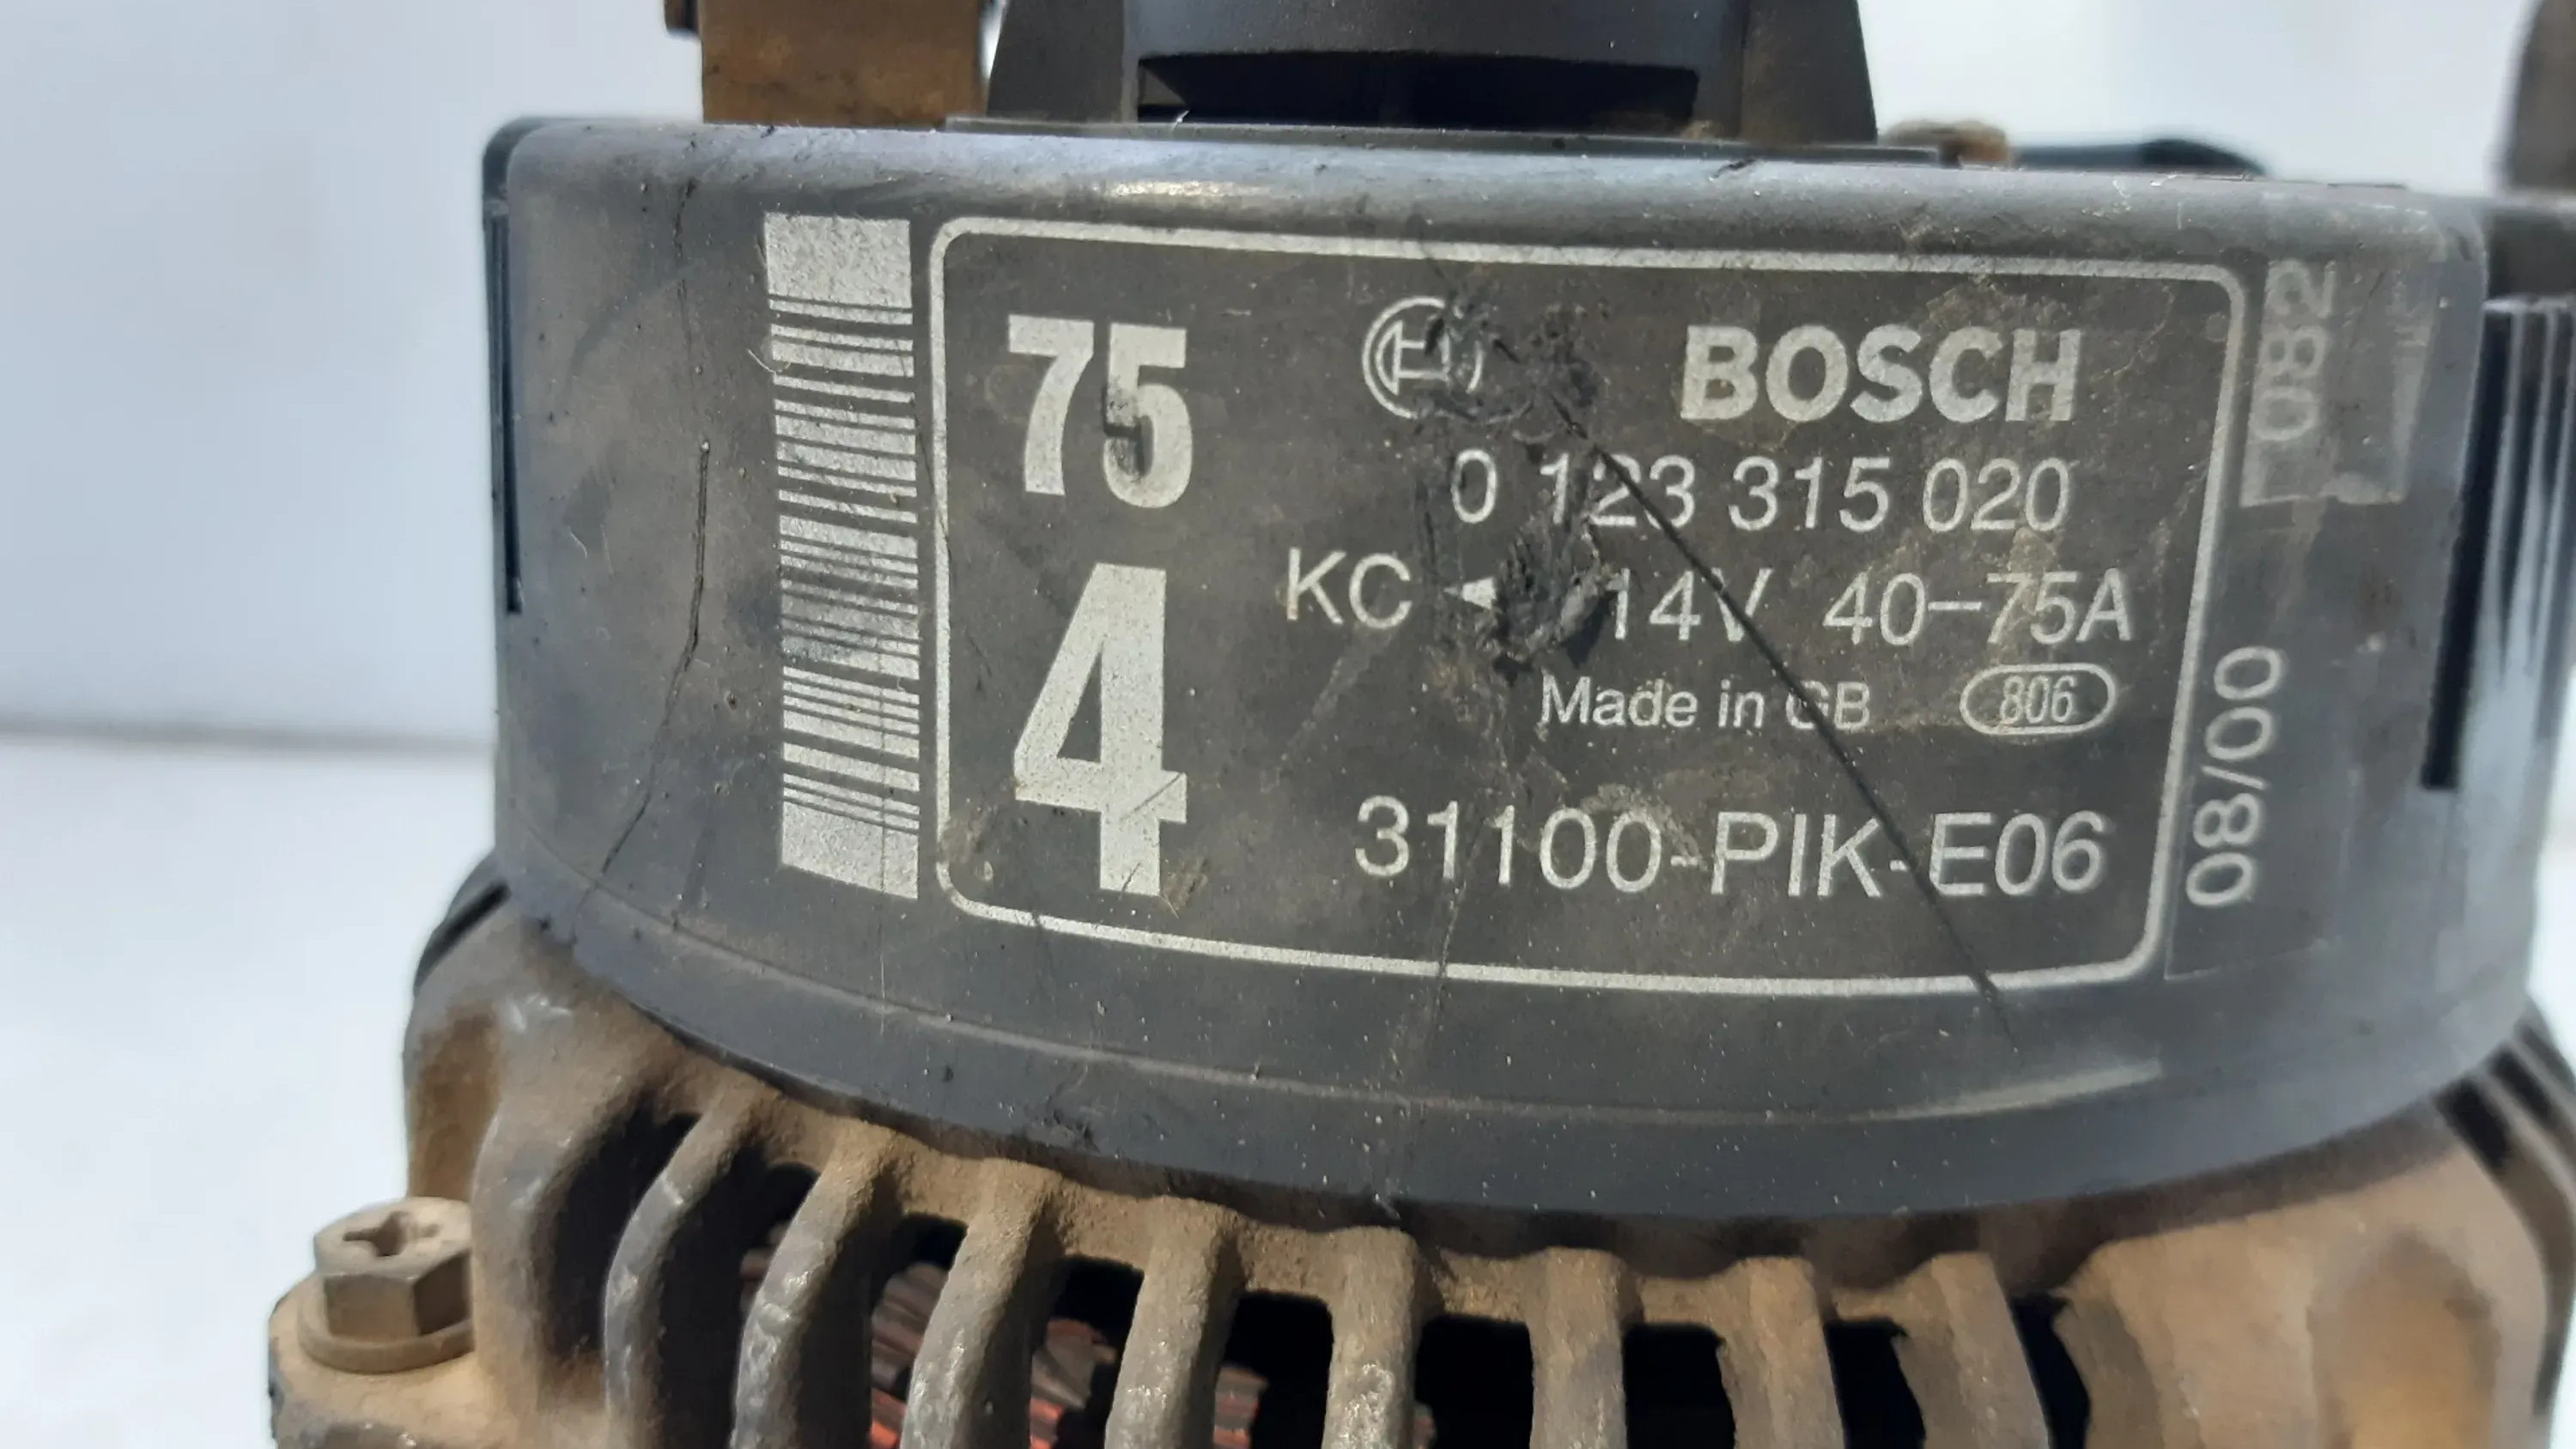 75
4
BOSCH
0 123 315 020
KC ◄ 14V 40–75A
Made in GB 806
31100-PIK-E06
082
08/00